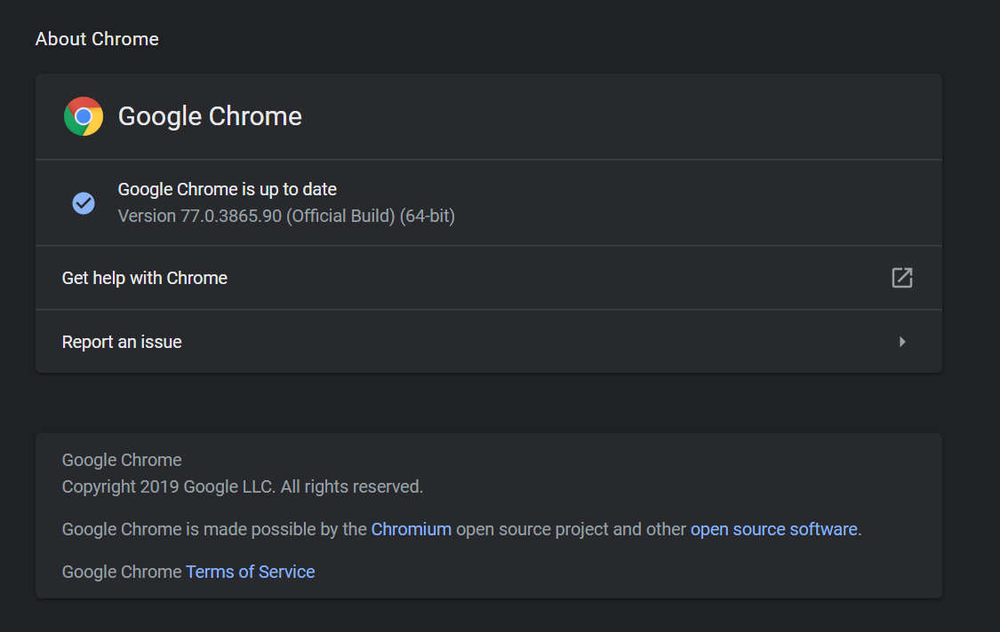 About Chrome
Google Chrome
Google Chrome is up to date
Version 77.0.3865.90 (Official Build) (64-bit)
Get help with Chrome
Report an issue
Google Chrome
Copyright 2019 Google LLC. All rights reserved.
Google Chrome is made possible by the Chromium open source project and other open source software.
Google Chrome Terms of Service